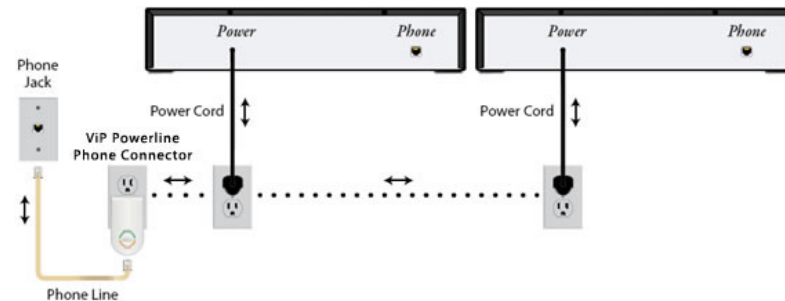 Power
Phone
Power
Phone
Phone
Jack
Power Cord
Power Cord
ViP Powerline
Phone Connector
Phone Line